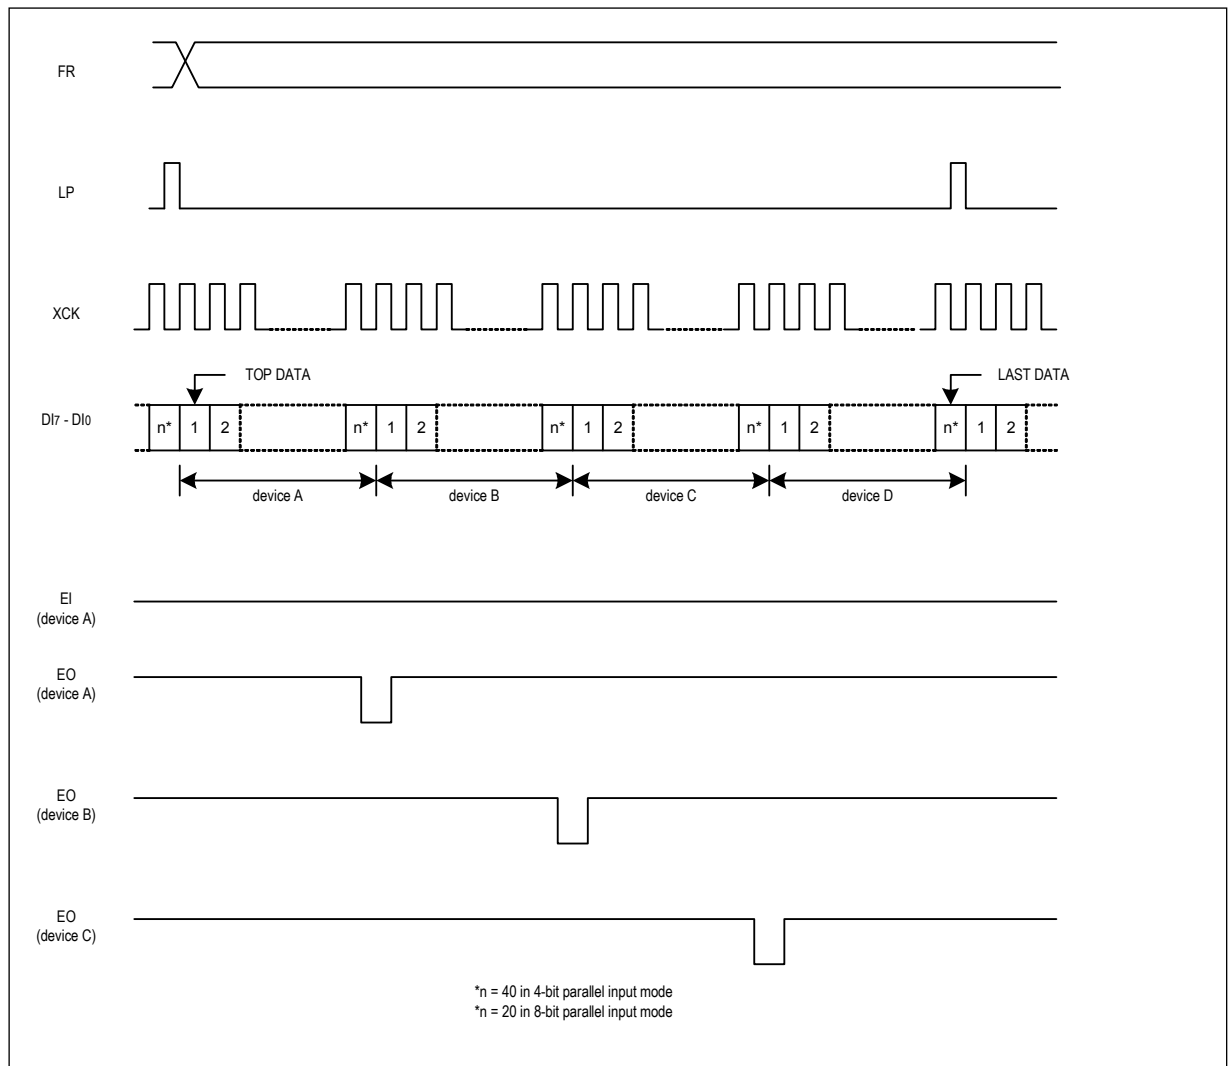 FR
LP
XCK
TOP DATA
LAST DATA
DI7 - DI0
n* 1 2 n* 1 2 n* 1 2 n* 1 2 n* 1 2
device A
device B
device C
device D
EI
(device A)
EO
(device A)
EO
(device B)
EO
(device C)
*n = 40 in 4-bit parallel input mode
*n = 20 in 8-bit parallel input mode